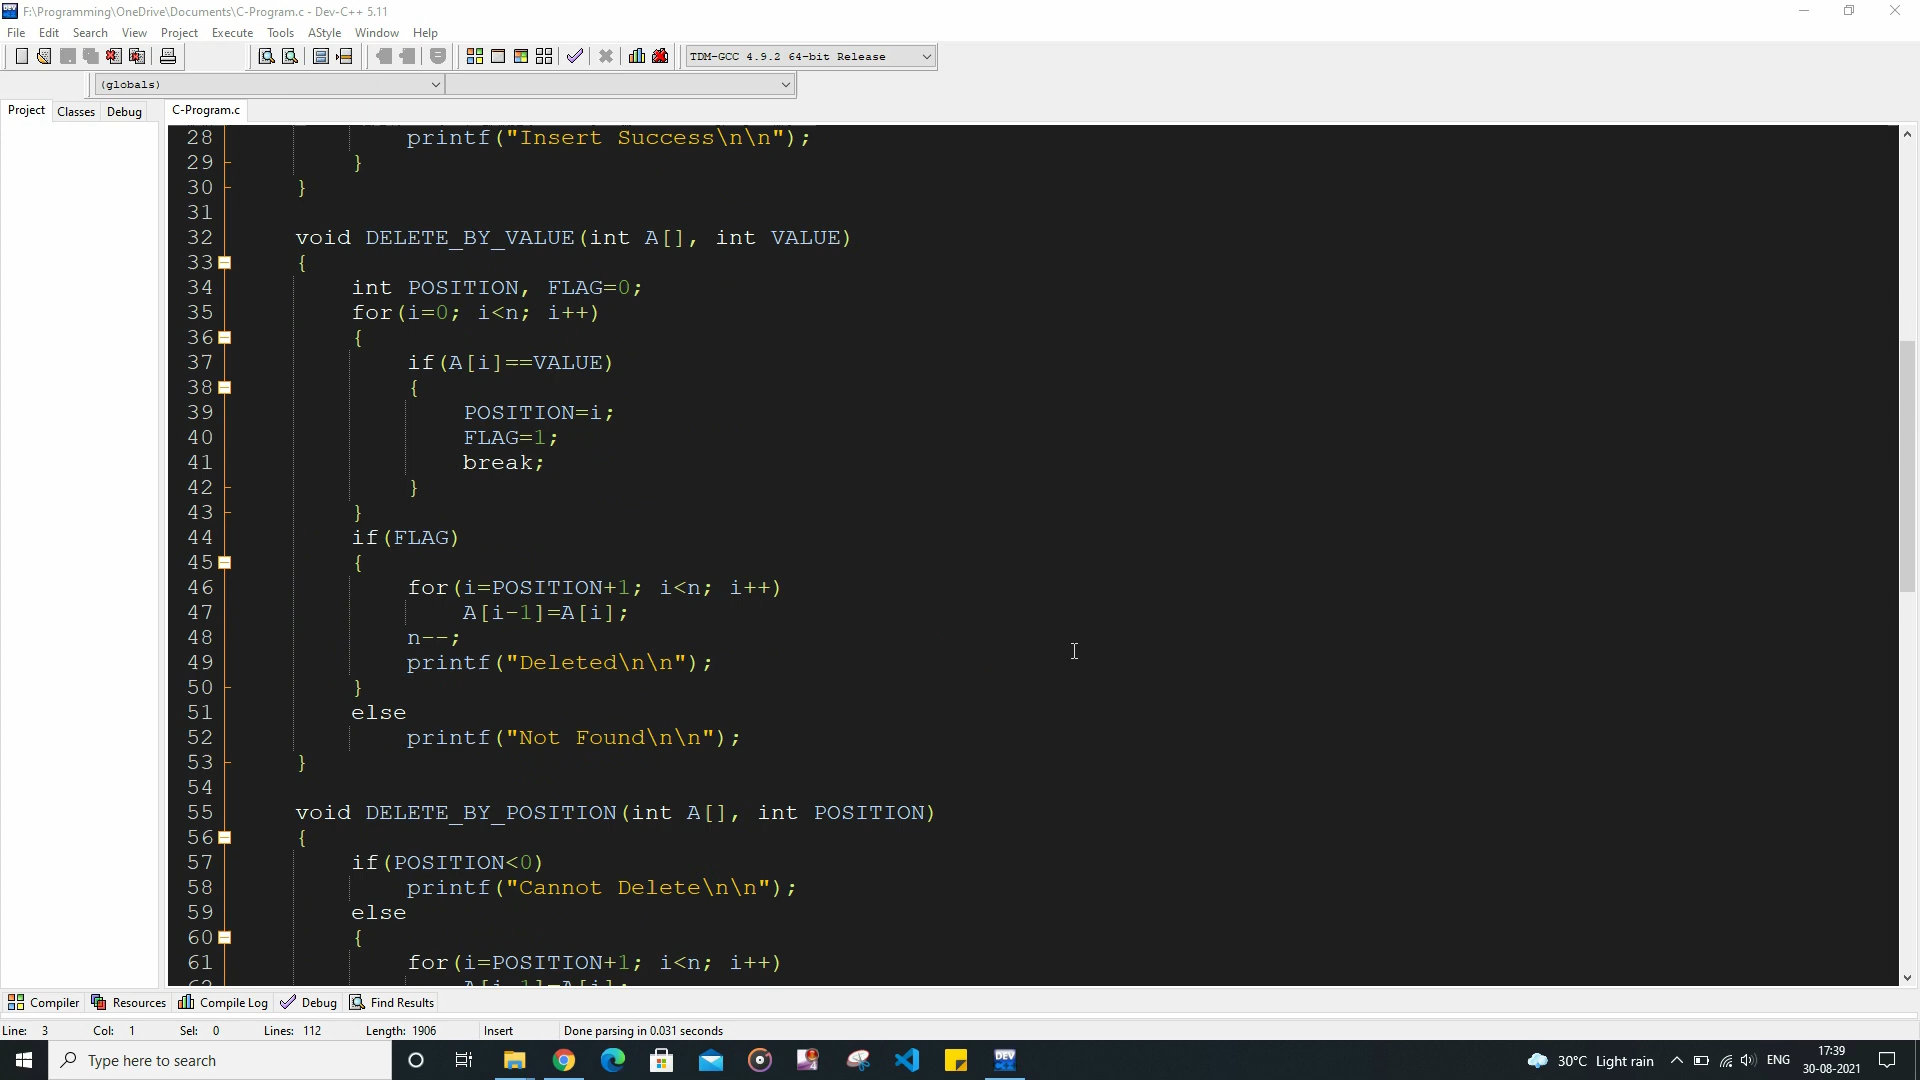 F:\Programming\OneDrive\Documents\C-Program.c - Dev-C++ 5.11
File Edit Search View Project Execute Tools AStyle Window Help
TDM-GCC 4.9.2 64-bit Release
(globals)
Project Classes Debug
C-Program.c
28 printf("Insert Success\n\n");
29 }
30 }
31
32 void DELETE_BY_VALUE(int A[], int VALUE)
33 {
34 int POSITION, FLAG=0;
35 for(i=0; i<n; i++)
36 {
37 if(A[i]==VALUE)
38 {
39 POSITION=i;
40 FLAG=1;
41 break;
42 }
43 }
44 if(FLAG)
45 {
46 for(i=POSITION+1; i<n; i++)
47 A[i-1]=A[i];
48 n--;
49 printf("Deleted\n\n");
50 }
51 else
52 printf("Not Found\n\n");
53 }
54
55 void DELETE_BY_POSITION(int A[], int POSITION)
56 {
57 if(POSITION<0)
58 printf("Cannot Delete\n\n");
59 else
60 {
61 for(i=POSITION+1; i<n; i++)
62 A[i-1]=A[i];
Compiler Resources Compile Log Debug Find Results
Line: 3 Col: 1 Sel: 0 Lines: 112 Length: 1906 Insert Done parsing in 0.031 seconds
Type here to search
DEV
30°C Light rain
ENG
17:39
30-08-2021